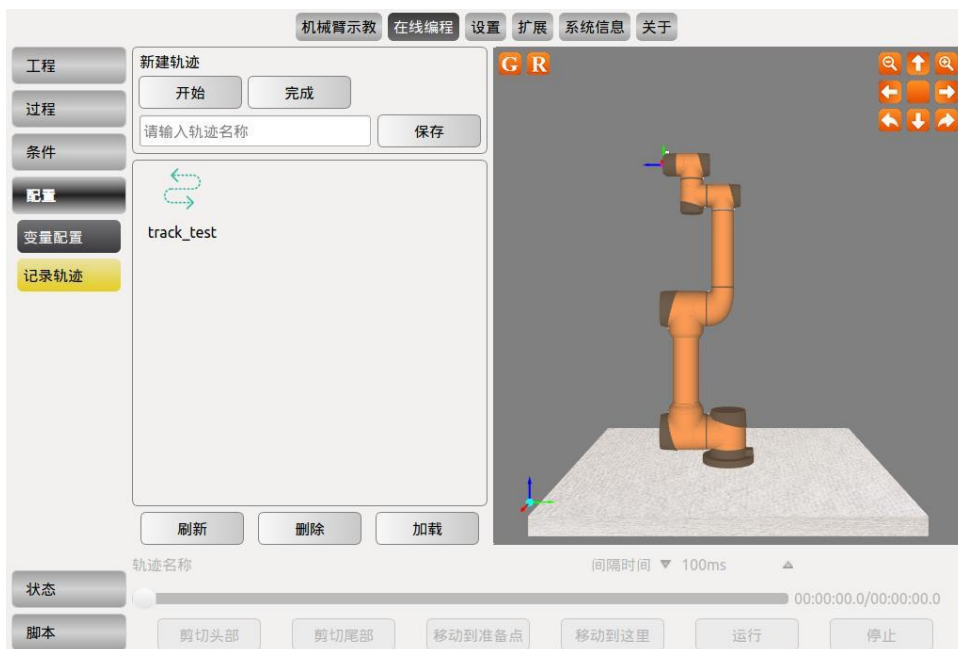 机械臂示教 在线编程 设置 扩展 系统信息 关于
工程
过程
条件
配置
变量配置
记录轨迹
状态
脚本
新建轨迹
开始 完成
请输入轨迹名称 保存
track_test
刷新 删除 加载
G R
轨迹名称 间隔时间 100ms
00:00:00.0/00:00:00.0
剪切头部 剪切尾部 移动到准备点 移动到这里 运行 停止